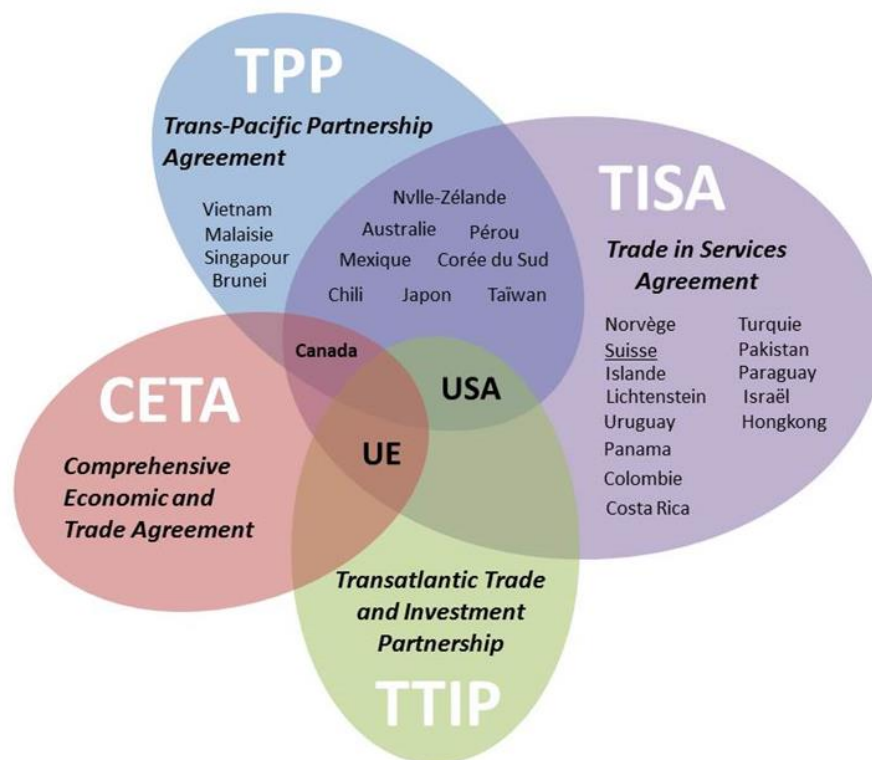 TPP
Trans-Pacific Partnership
Agreement
Vietnam
Malaisie
Singapour
Brunei
Nvlle-Zélande
Australie Pérou
Mexique Corée du Sud
Chili Japon Taïwan
TISA
Trade in Services
Agreement
Norvège Turquie
Suisse Pakistan
Islande Paraguay
Lichtenstein Israël
Uruguay Hongkong
Panama
Colombie
Costa Rica
Canada
USA
UE
CETA
Comprehensive
Economic and
Trade Agreement
Transatlantic Trade
and Investment
Partnership
TTIP